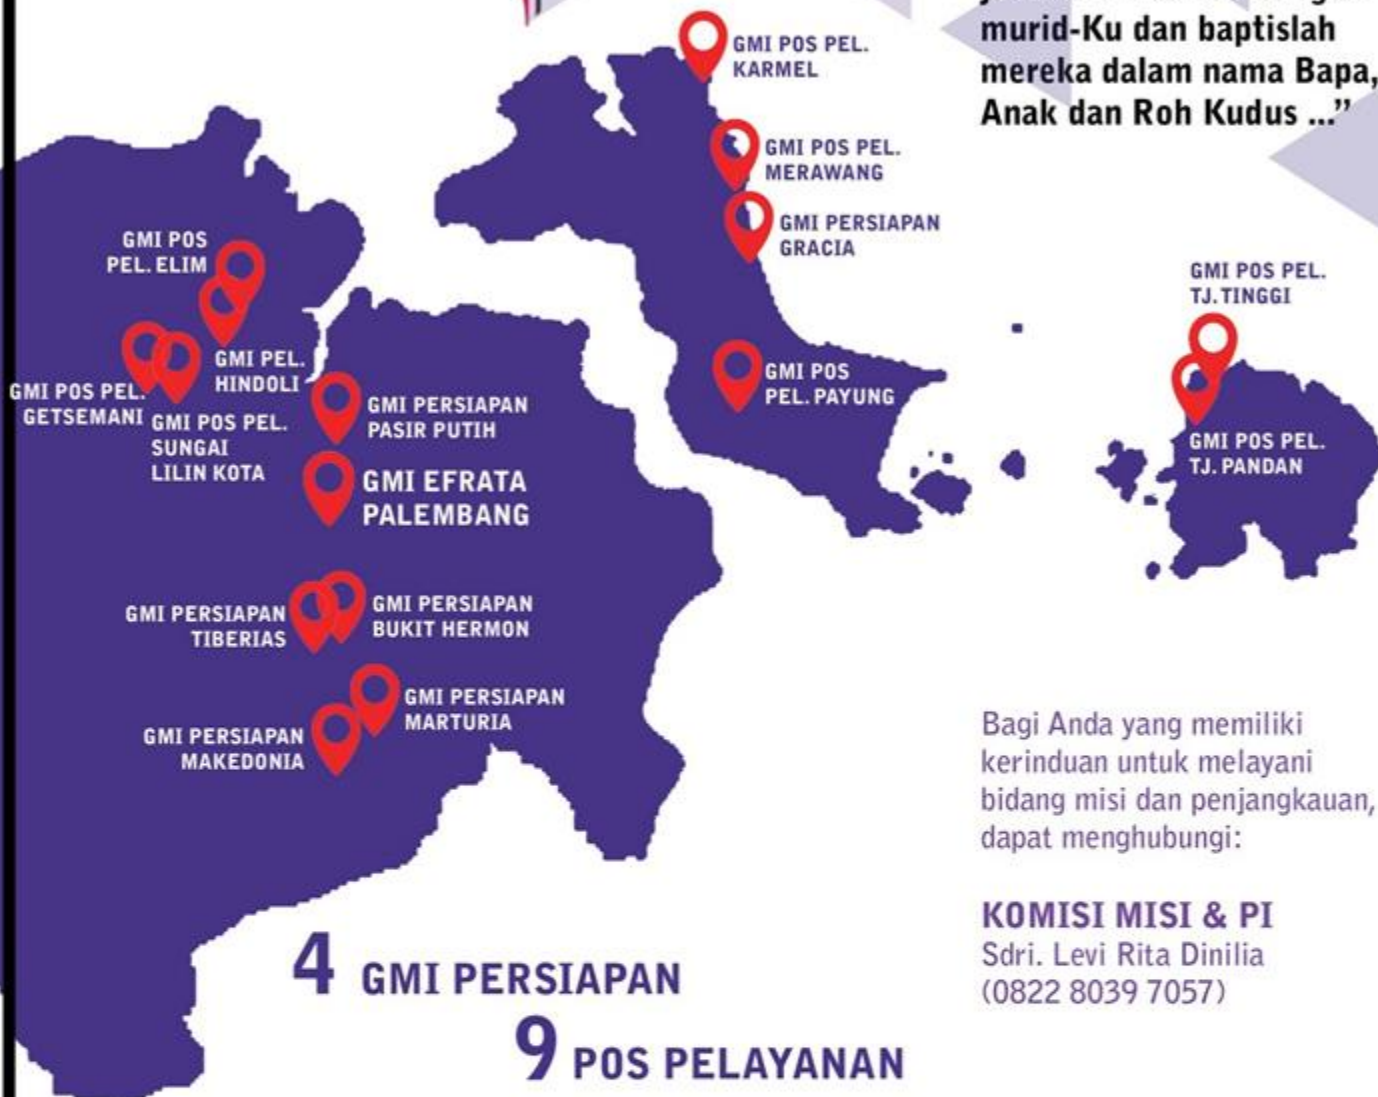 murid-Ku dan baptislah
mereka dalam nama Bapa,
Anak dan Roh Kudus ...”
GMI POS PEL.
KARMEL
GMI POS PEL.
MERAWANG
GMI PERSIAPAN
GRACIA
GMI POS
PEL. ELIM
GMI POS PEL.
TJ. TINGGI
GMI PEL.
HINDOLI
GMI POS PEL.
GETSEMANI
GMI POS PEL.
SUNGAI
LILIN KOTA
GMI POS
PEL. PAYUNG
GMI PERSIAPAN
PASIR PUTIH
GMI POS PEL.
TJ. PANDAN
GMI EFRATA
PALEMBANG
GMI PERSIAPAN
TIBERIAS
GMI PERSIAPAN
BUKIT HERMON
GMI PERSIAPAN
MARTURIA
GMI PERSIAPAN
MAKEDONIA
Bagi Anda yang memiliki
kerinduan untuk melayani
bidang misi dan penjangkauan,
dapat menghubungi:
KOMISI MISI & PI
Sdri. Levi Rita Dinilia
(0822 8039 7057)
4 GMI PERSIAPAN
9 POS PELAYANAN